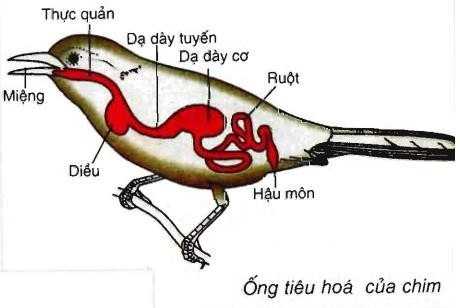 Thực quản
Dạ dày tuyến
Dạ dày cơ
Ruột
Miệng
Diều
Hậu môn
Ống tiêu hoá của chim